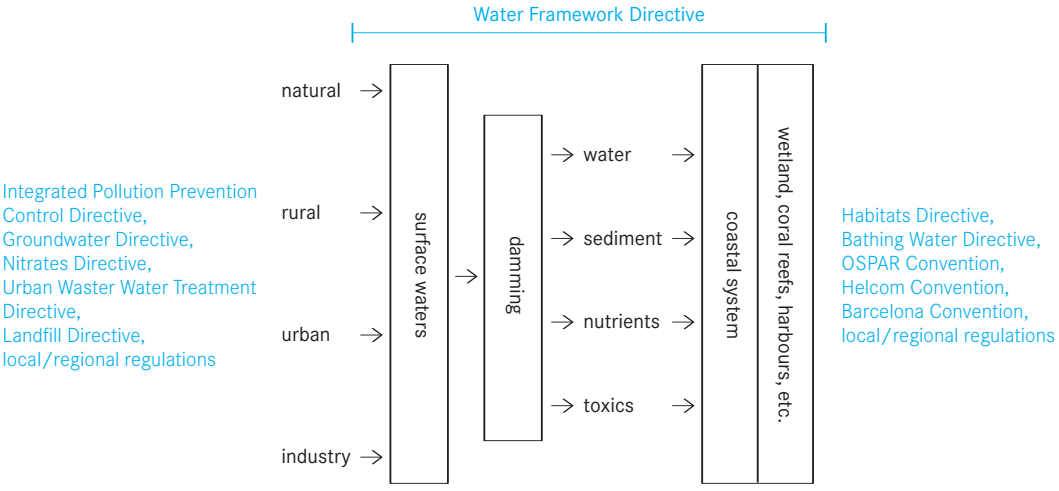 Water Framework Directive
natural
rural
urban
industry
Integrated Pollution Prevention
Control Directive,
Groundwater Directive,
Nitrates Directive,
Urban Waster Water Treatment
Directive,
Landfill Directive,
local/regional regulations
surface waters
damming
water
sediment
nutrients
toxics
coastal system
wetland, coral reefs, harbours, etc.
Habitats Directive,
Bathing Water Directive,
OSPAR Convention,
Helcom Convention,
Barcelona Convention,
local/regional regulations